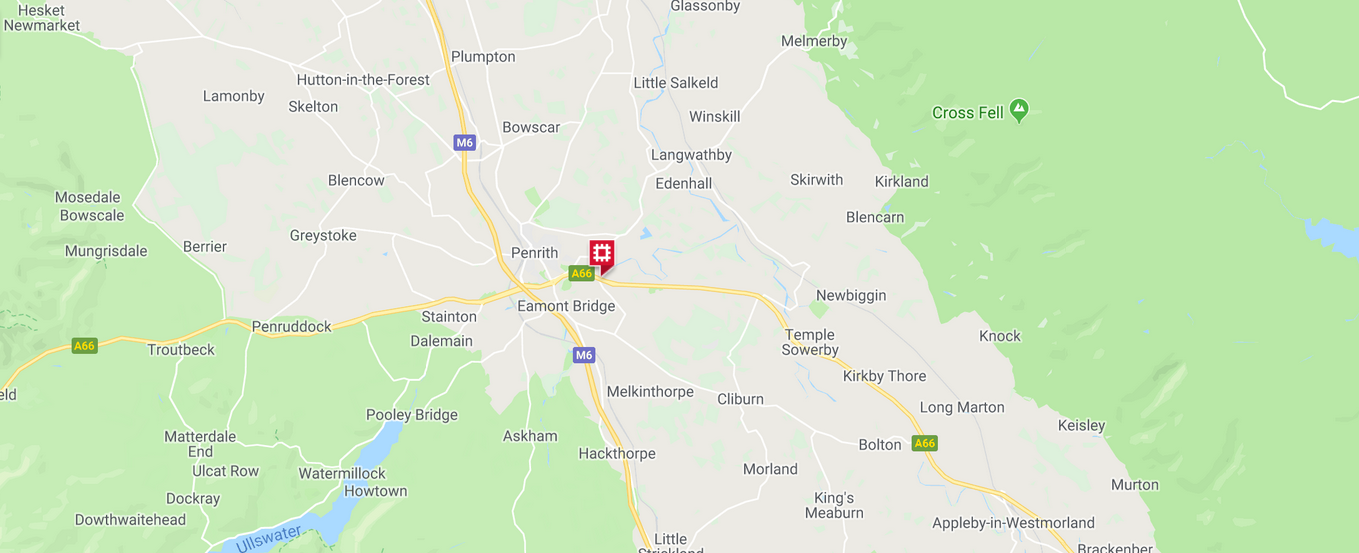 Hesket
Newmarket
Glassonby
Melmerby
Plumpton
Hutton-in-the-Forest
Little Salkeld
Lamonby
Skelton
Cross Fell
Winskill
Bowscar
M6
Langwathby
Blencow
Edenhall
Skirwith
Kirkland
Mosedale
Bowscale
Blencarn
Greystoke
Mungrisdale
Berrier
Penrith
A66
Newbiggin
Eamont Bridge
Stainton
Penruddock
Dalemain
Temple
Sowerby
Knock
A66
Troutbeck
M6
Kirkby Thore
Melkinthorpe
Cliburn
eld
Long Marton
Pooley Bridge
Keisley
Matterdale
End
Askham
Bolton
A66
Hackthorpe
Ulcat Row
Watermillock
Morland
Howtown
Murton
Dockray
King's
Meaburn
Dowthwaitehead
Appleby-in-Westmorland
Ullswater
Little
Strickland
Brackenber